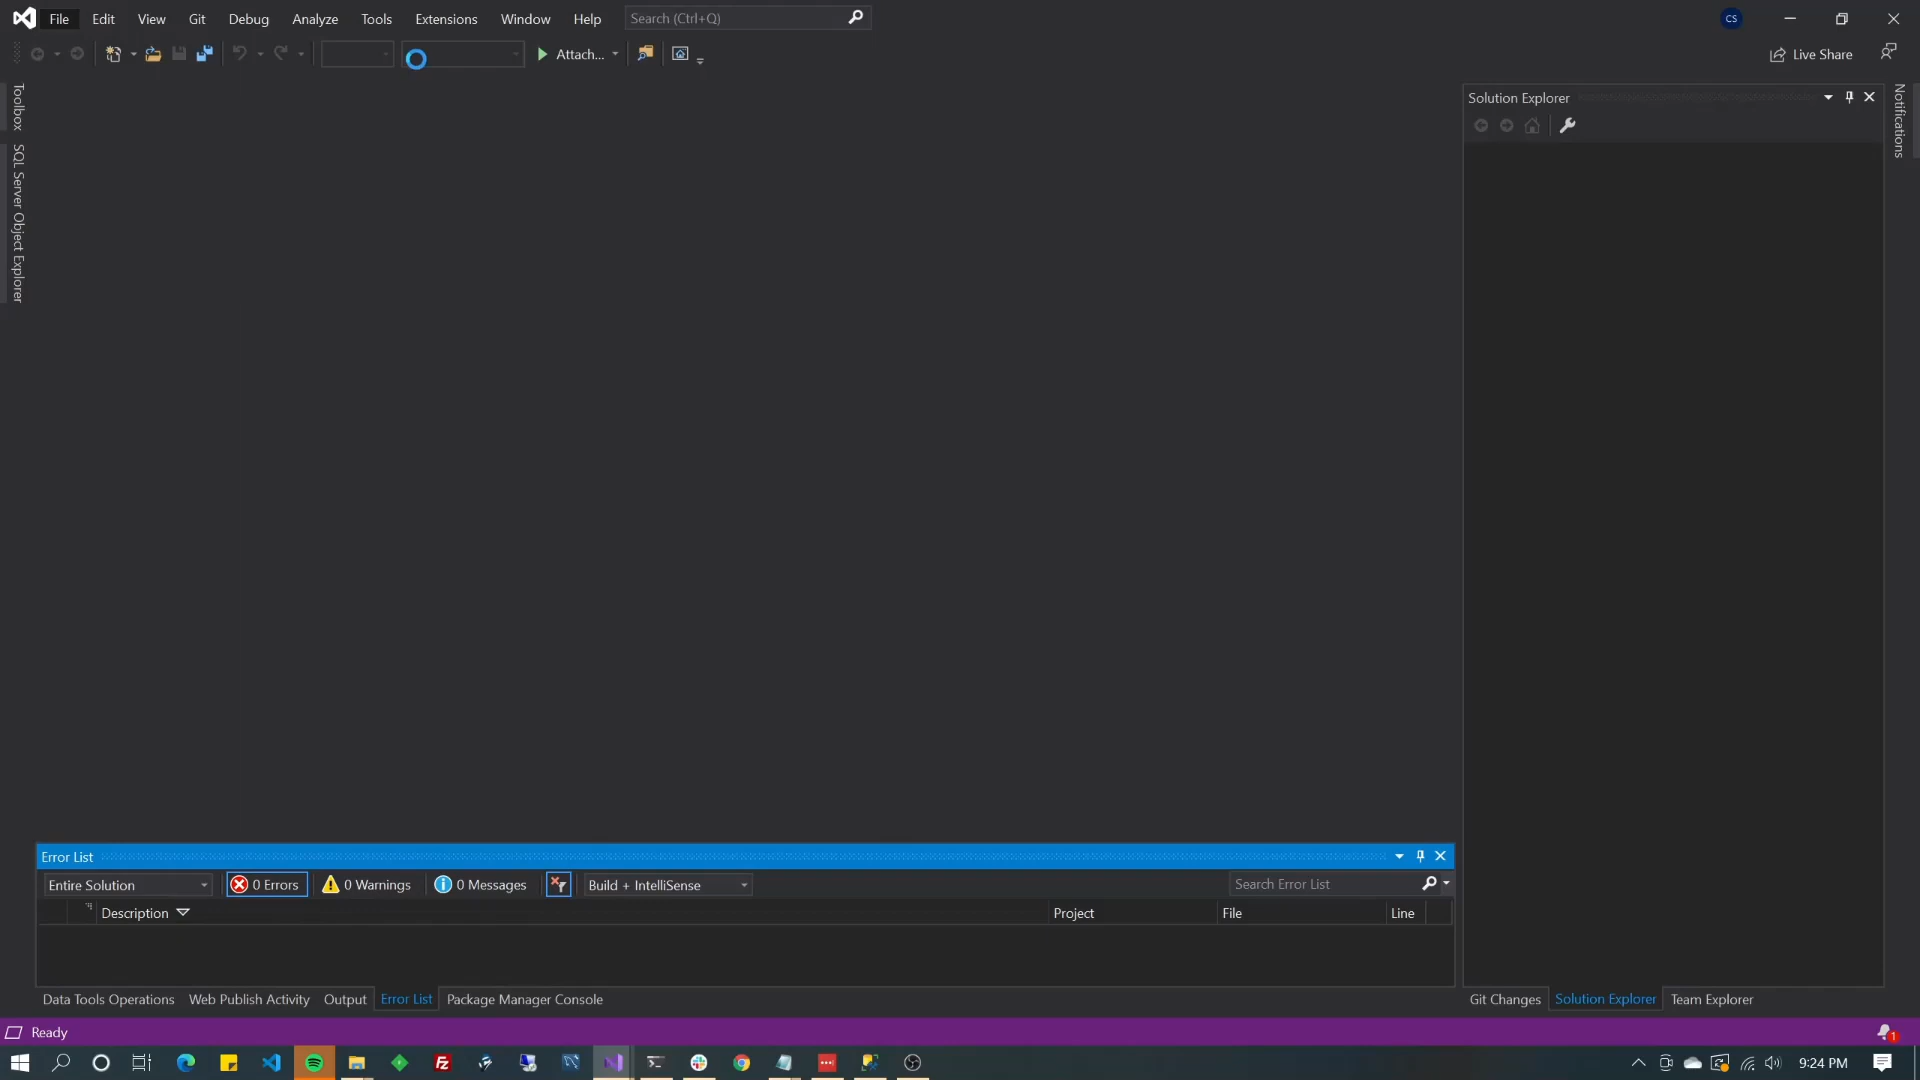 File Edit View Git Debug Analyze Tools Extensions Window Help Search (Ctrl+Q) CS
Attach... Live Share
Toolbox
SQL Server Object Explorer
Solution Explorer
Notifications
Error List
Entire Solution 0 Errors 0 Warnings 0 Messages Build + IntelliSense Search Error List
Description Project File Line
Data Tools Operations Web Publish Activity Output Error List Package Manager Console
Git Changes Solution Explorer Team Explorer
Ready 1
9:24 PM